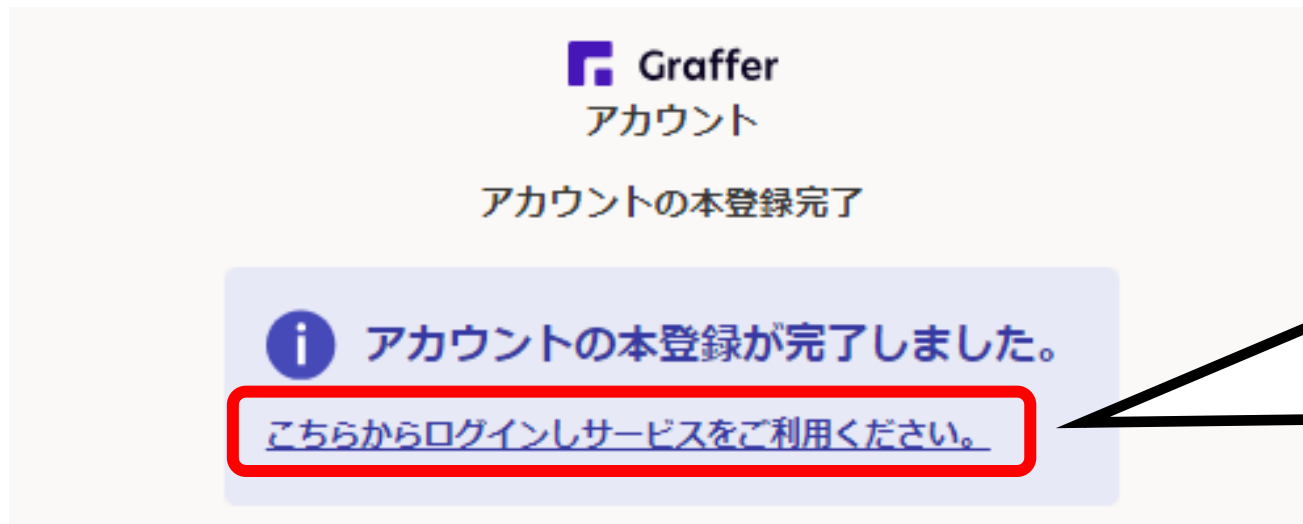 Graffer
アカウント
アカウントの本登録完了
アカウントの本登録が完了しました。
こちらからログインしサービスをご利用ください。